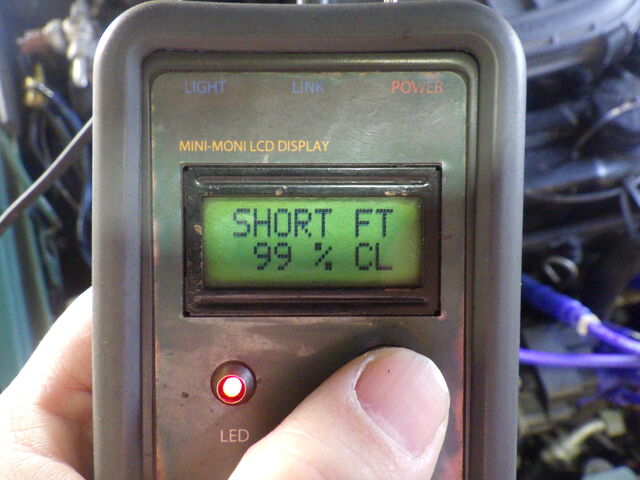 LIGHT LINK POWER
MINI-MONI LCD DISPLAY
SHORT FT
99 % CL
LED